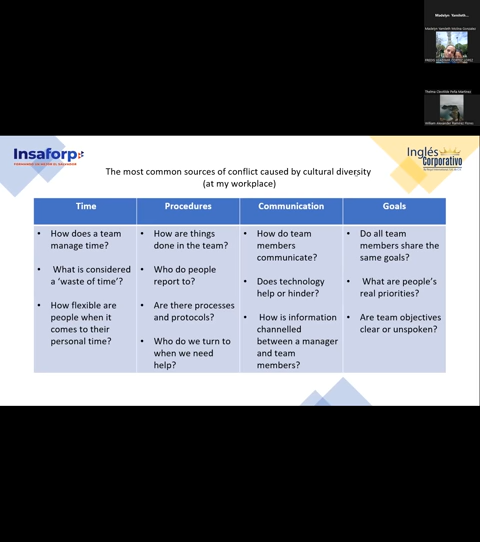 Madelyn Yamileth...
Insaforp
Inglés
Corporativo
The most common sources of conflict caused by cultural diversity
(at my workplace)
Time
Procedures
Communication
Goals
• How does a team
manage time?
• What is considered
a 'waste of time'?
• How flexible are
people when it
comes to their
personal time?
• How are things
done in the team?
• Who do people
report to?
• Are there processes
and protocols?
• Who do we turn to
when we need
help?
• How do team
members
communicate?
• Does technology
help or hinder?
• How is information
channelled
between a manager
and team
members?
• Do all team
members share the
same goals?
• What are people's
real priorities?
• Are team objectives
clear or unspoken?